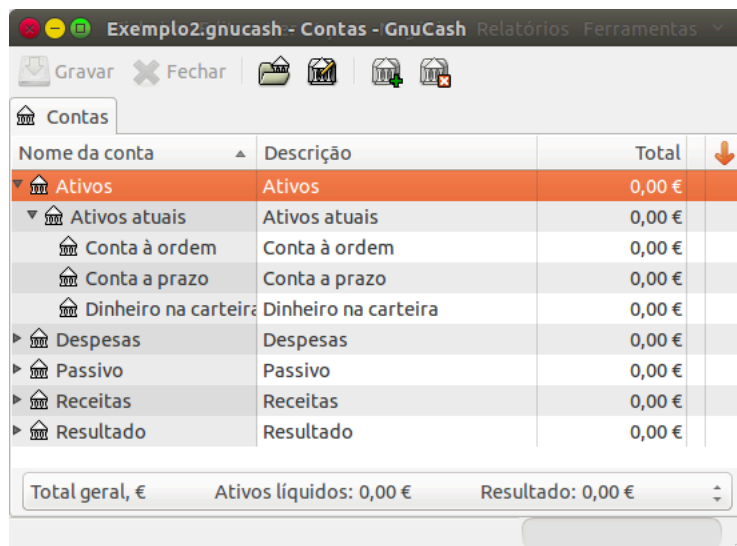 Exemplo2.gnucash - Contas - GnuCash Relatórios Ferramentas
Gravar Fechar
Contas
Nome da conta Descrição Total
Ativos Ativos 0,00 €
Ativos atuais Ativos atuais 0,00 €
Conta à ordem Conta à ordem 0,00 €
Conta a prazo Conta a prazo 0,00 €
Dinheiro na carteira Dinheiro na carteira 0,00 €
Despesas Despesas 0,00 €
Passivo Passivo 0,00 €
Receitas Receitas 0,00 €
Resultado Resultado 0,00 €
Total geral, € Ativos líquidos: 0,00 € Resultado: 0,00 €